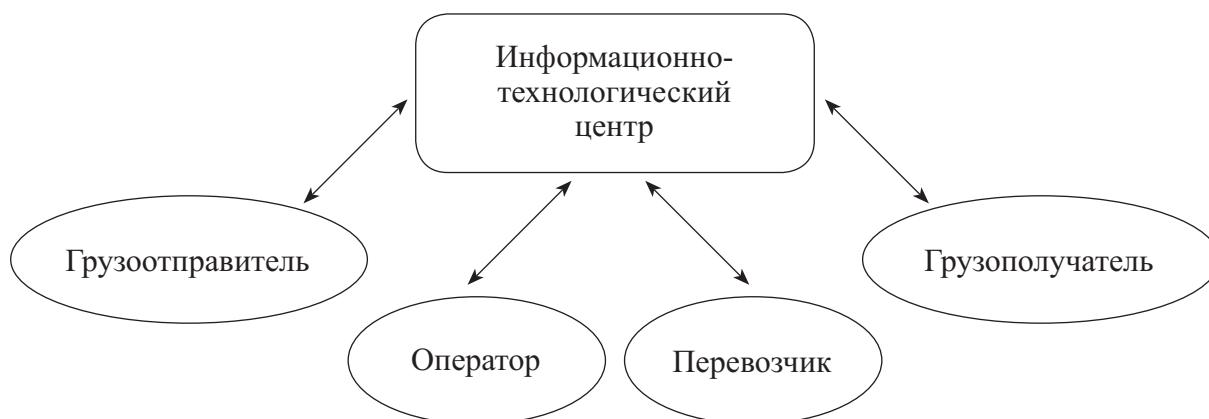 Информационно-
технологический
центр
Грузоотправитель
Грузополучатель
Оператор
Перевозчик